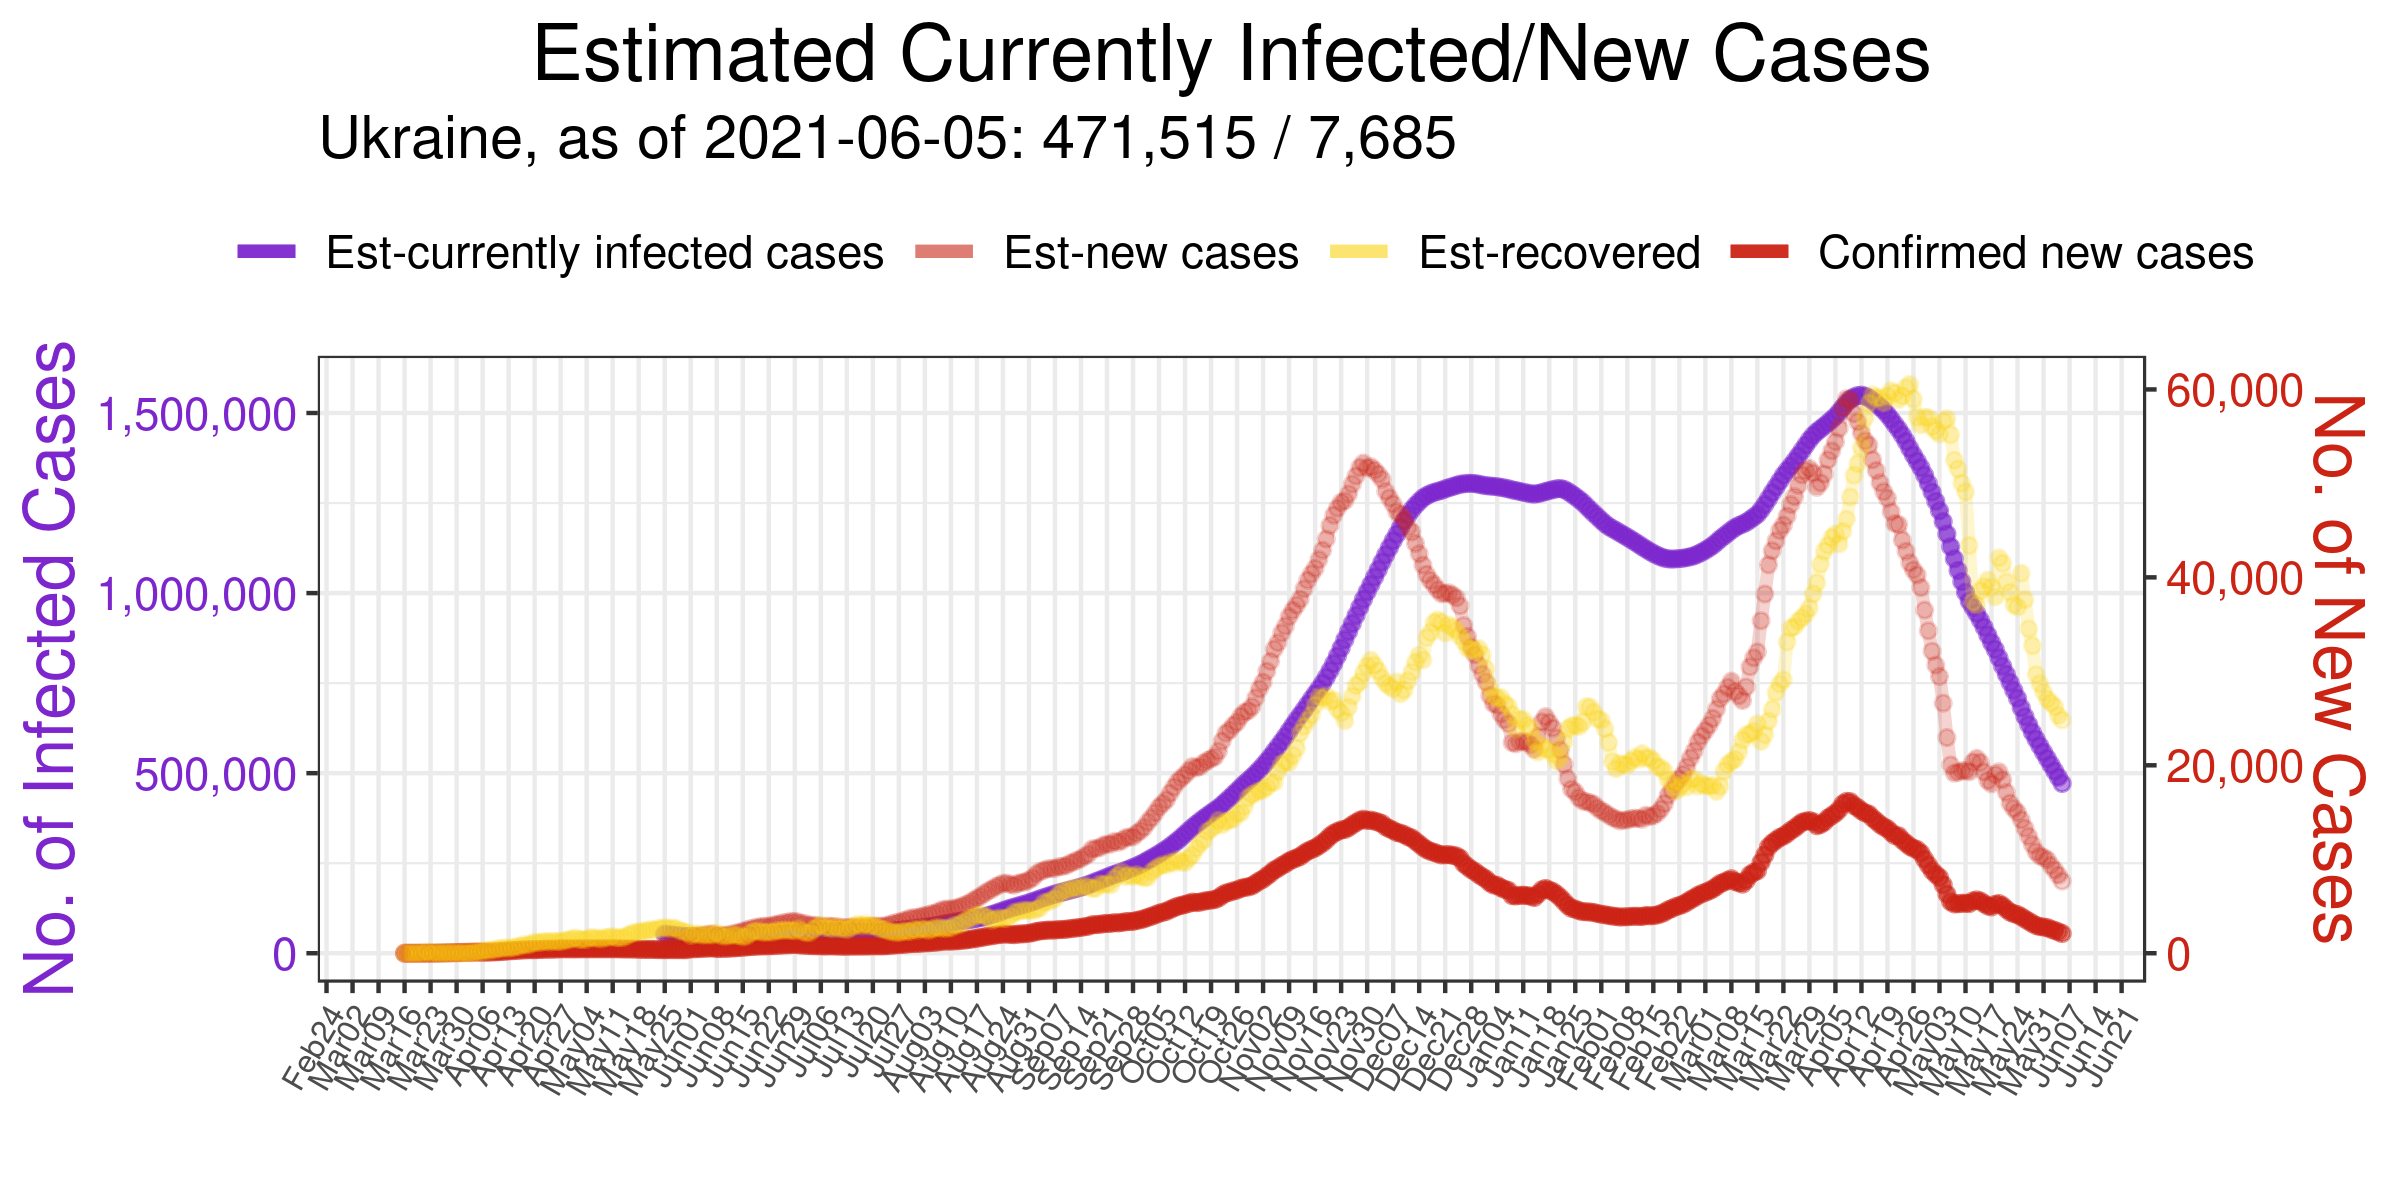 Estimated Currently Infected/New Cases
Ukraine, as of 2021-06-05: 471,515 / 7,685
Est-currently infected cases Est-new cases Est-recovered Confirmed new cases
No. of Infected Cases
1,500,000
1,000,000
500,000
0
60,000
40,000
20,000
0
No. of New Cases
Feb24 Mar02 Mar09 Mar16 Mar23 Mar30 Apr06 Apr13 Apr20 Apr27 May04 May11 May18 May25 Jun01 Jun08 Jun15 Jun22 Jun29 Jul06 Jul13 Jul20 Jul27 Aug03 Aug10 Aug17 Aug24 Aug31 Sep07 Sep14 Sep21 Sep28 Oct05 Oct12 Oct19 Oct26 Nov02 Nov09 Nov16 Nov23 Nov30 Dec07 Dec14 Dec21 Dec28 Jan04 Jan11 Jan18 Jan25 Feb01 Feb08 Feb15 Feb22 Mar01 Mar08 Mar15 Mar22 Mar29 Apr05 Apr12 Apr19 Apr26 May03 May10 May17 May24 May31 Jun07 Jun14 Jun21